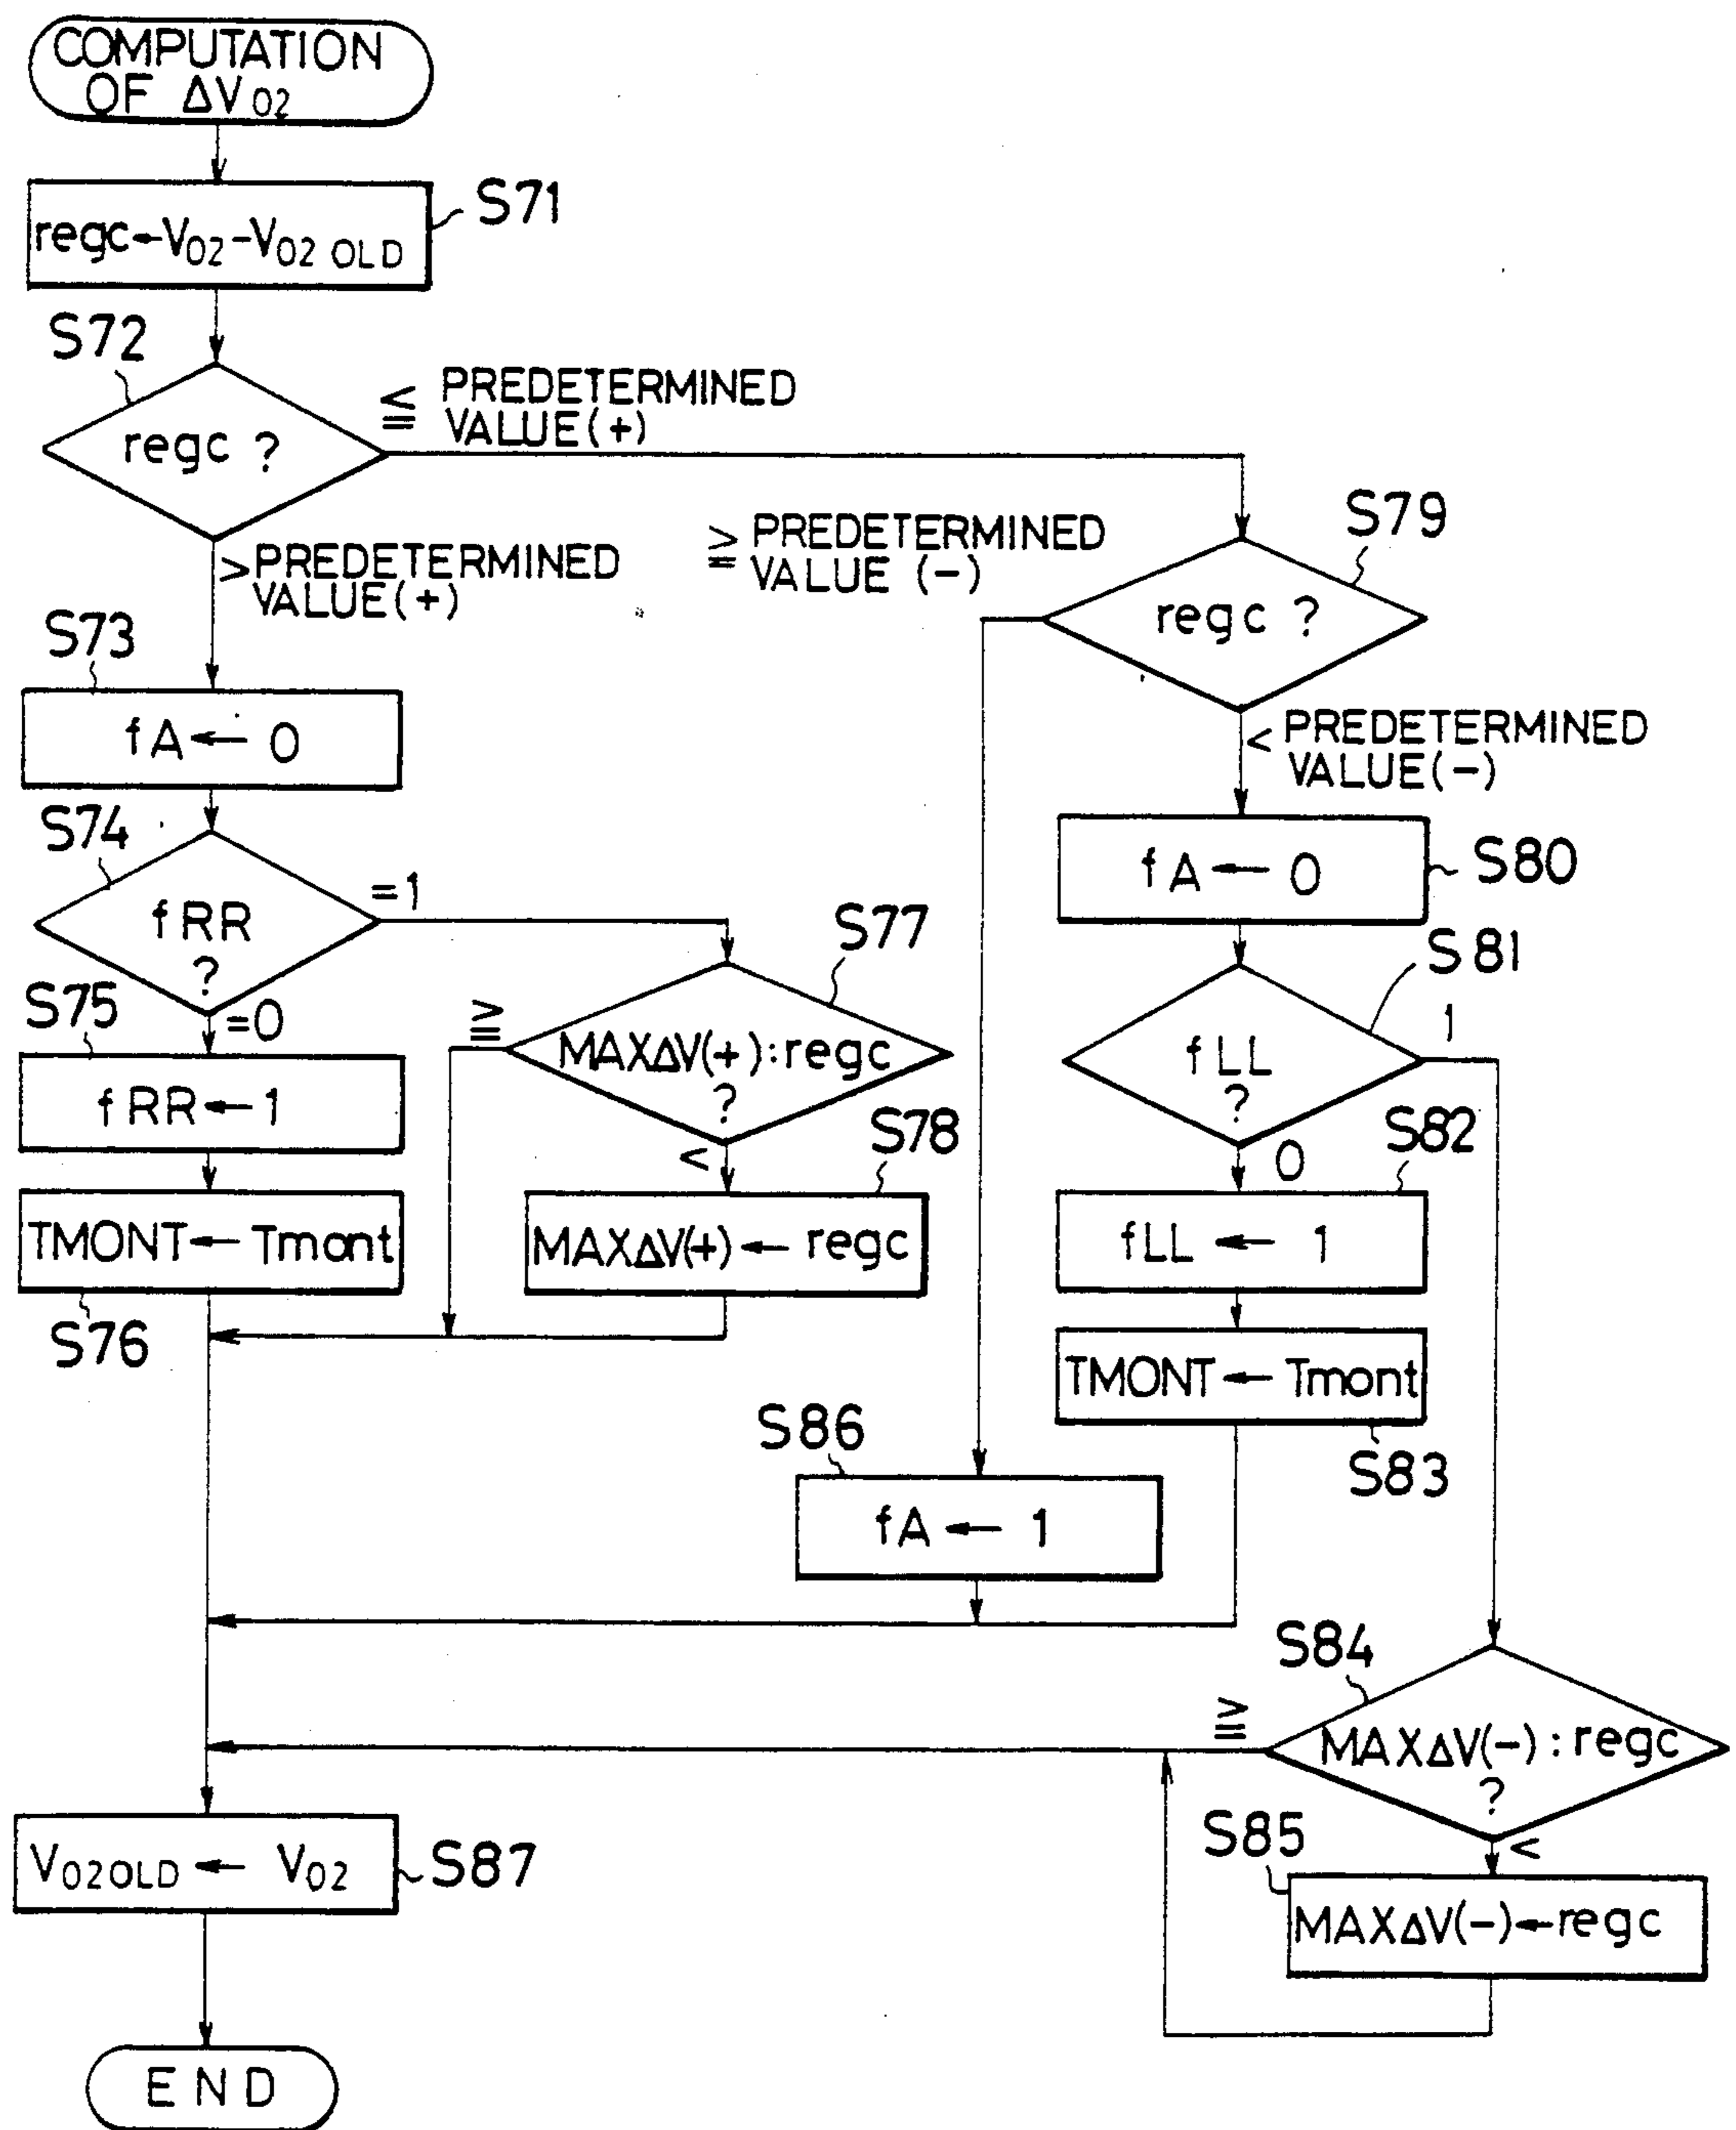 COMPUTATION
OF ΔV02
S71
regc←V02-V02 OLD
S72
regc ?
≦ PREDETERMINED
VALUE(+)
>PREDETERMINED
VALUE(+)
S73
fA ← 0
S74
fRR
?
=1
=0
S75
fRR←1
TMONT← Tmont
S76
S77
MAXΔV(+):regc
?
≧
<
S78
MAXΔV(+) ← regc
S79
regc ?
≧ PREDETERMINED
VALUE (-)
< PREDETERMINED
VALUE(-)
fA ← 0
S80
S81
fLL
?
1
0
S82
fLL ← 1
TMONT ← Tmont
S83
S86
fA ← 1
S84
MAXΔV(-) : regc
?
≧
<
S85
MAXΔV(-)←regc
V02OLD ← V02
S87
END